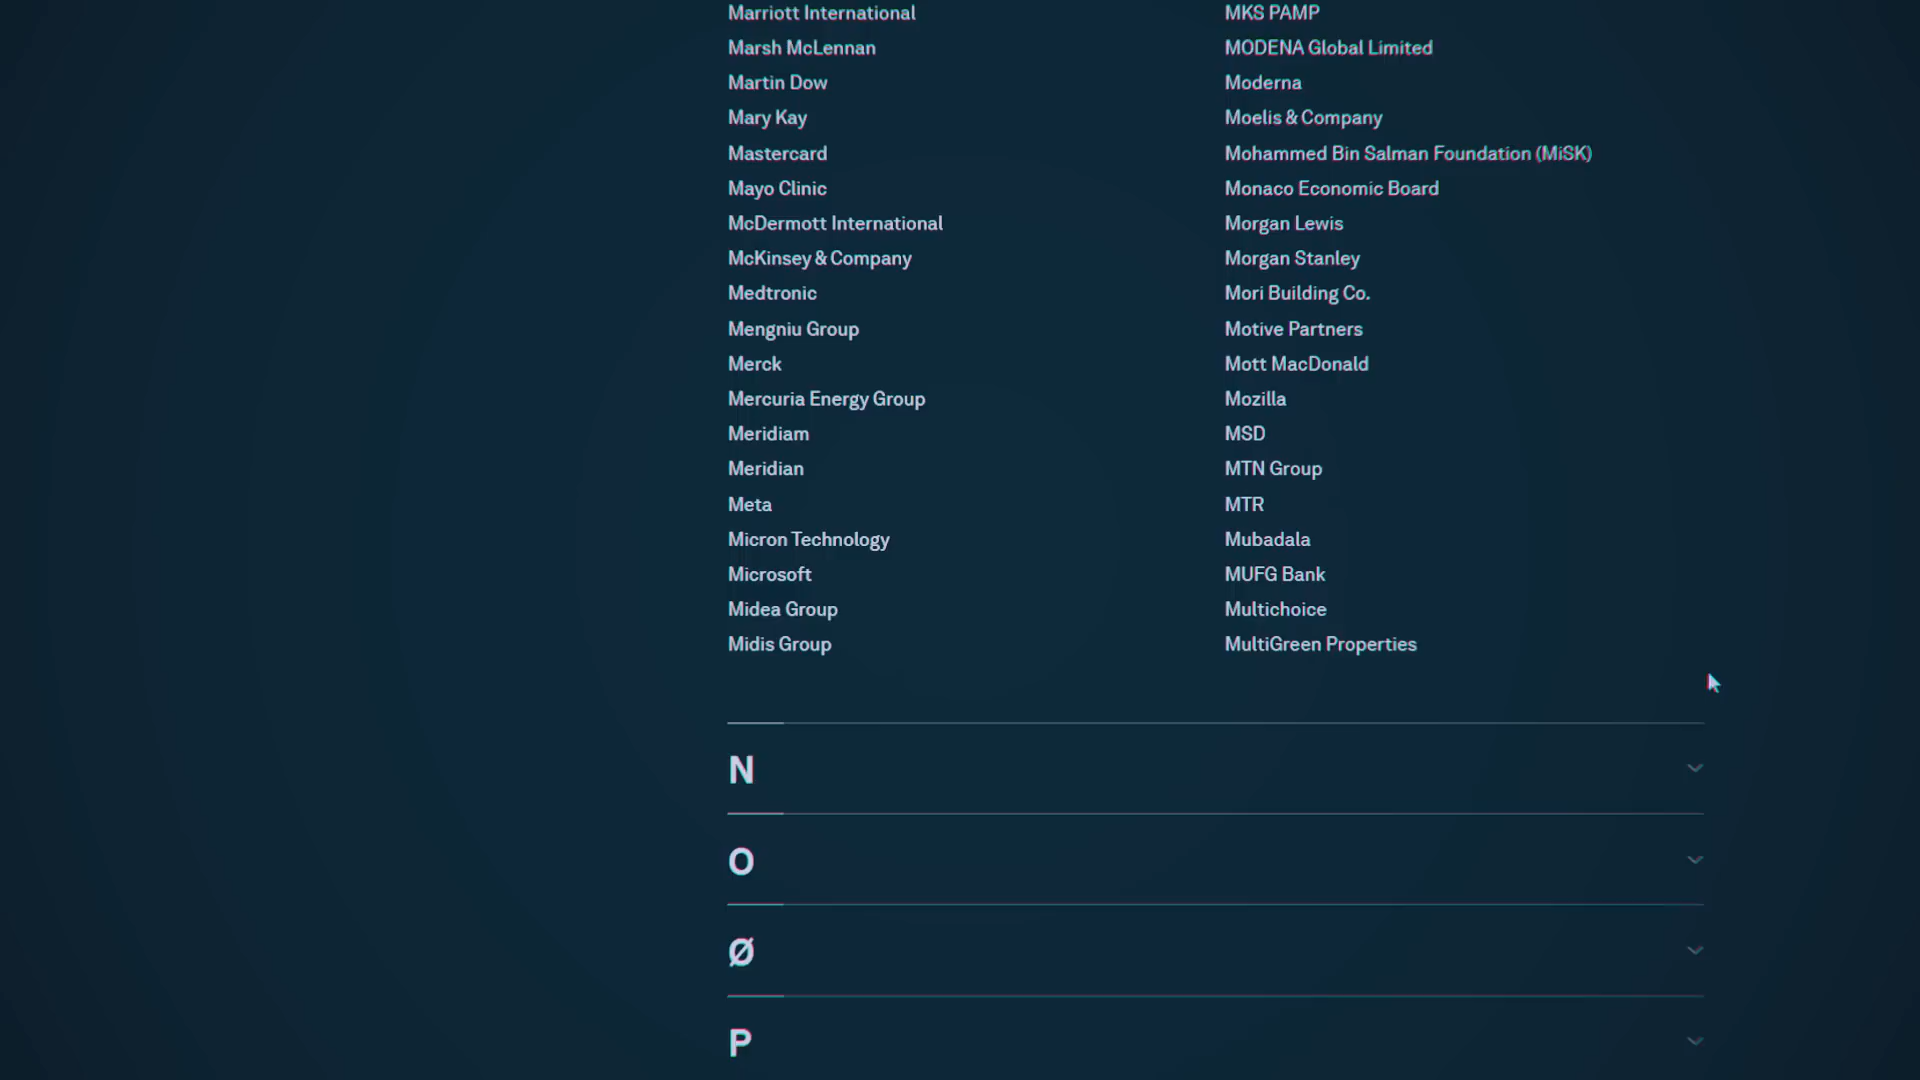 Marriott International
Marsh McLennan
Martin Dow
Mary Kay
Mastercard
Mayo Clinic
McDermott International
McKinsey & Company
Medtronic
Mengniu Group
Merck
Mercuria Energy Group
Meridiam
Meridian
Meta
Micron Technology
Microsoft
Midea Group
Midis Group
MKS PAMP
MODENA Global Limited
Moderna
Moelis & Company
Mohammed Bin Salman Foundation (MiSK)
Monaco Economic Board
Morgan Lewis
Morgan Stanley
Mori Building Co.
Motive Partners
Mott MacDonald
Mozilla
MSD
MTN Group
MTR
Mubadala
MUFG Bank
Multichoice
MultiGreen Properties
N
O
Ø
P